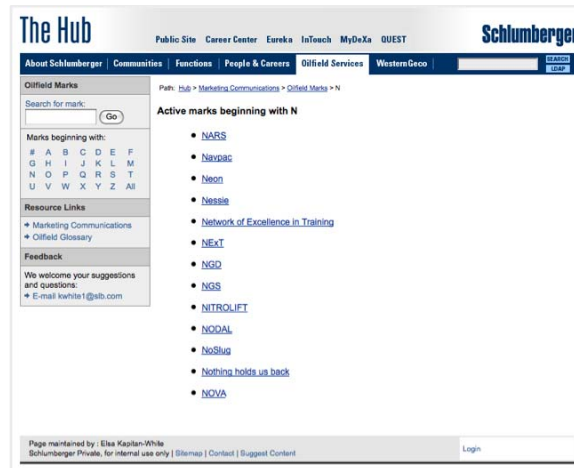 The Hub
Public Site Career Center Eureka InTouch MyDeXa QUEST
Schlumberger
About Schlumberger | Communities | Functions | People & Careers | Oilfield Services | WesternGeco |
SEARCH
LDAP
Oilfield Marks
Search for mark:
Go
Marks beginning with:
# A B C D E F
G H I J K L M
N O P Q R S T
U V W X Y Z All
Resource Links
Marketing Communications
Oilfield Glossary
Feedback
We welcome your suggestions
and questions:
E-mail kwhite1@slb.com
Path: Hub > Marketing Communications > Oilfield Marks > N
Active marks beginning with N
NARS
Navpac
Neon
Nessie
Network of Excellence in Training
NExT
NGD
NGS
NITROLIFT
NODAL
NoSlug
Nothing holds us back
NOVA
Page maintained by : Elsa Kapitan-White
Schlumberger Private, for internal use only | Sitemap | Contact | Suggest Content
Login